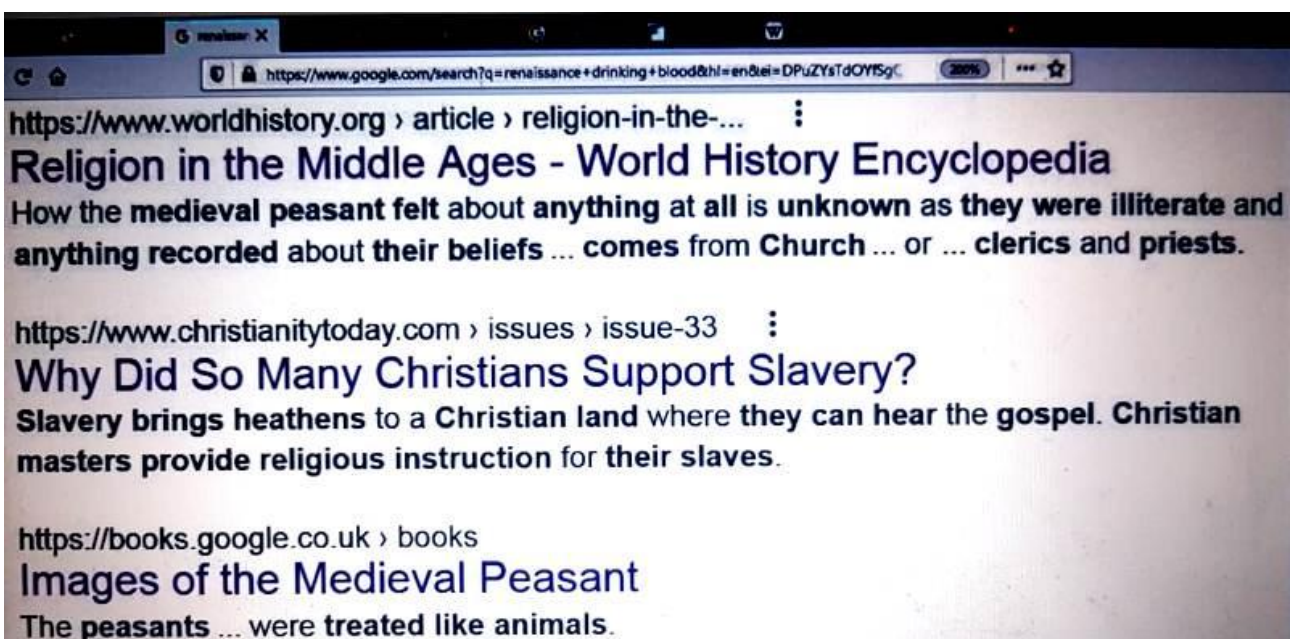 https://www.google.com/search?q=renaissance+drinking+blood&hl=en&ei=DPuZYsTdOYfSgC 200%
https://www.worldhistory.org › article › religion-in-the-...
Religion in the Middle Ages - World History Encyclopedia
How the medieval peasant felt about anything at all is unknown as they were illiterate and
anything recorded about their beliefs ... comes from Church ... or ... clerics and priests.
https://www.christianitytoday.com › issues › issue-33
Why Did So Many Christians Support Slavery?
Slavery brings heathens to a Christian land where they can hear the gospel. Christian
masters provide religious instruction for their slaves.
https://books.google.co.uk › books
Images of the Medieval Peasant
The peasants ... were treated like animals.